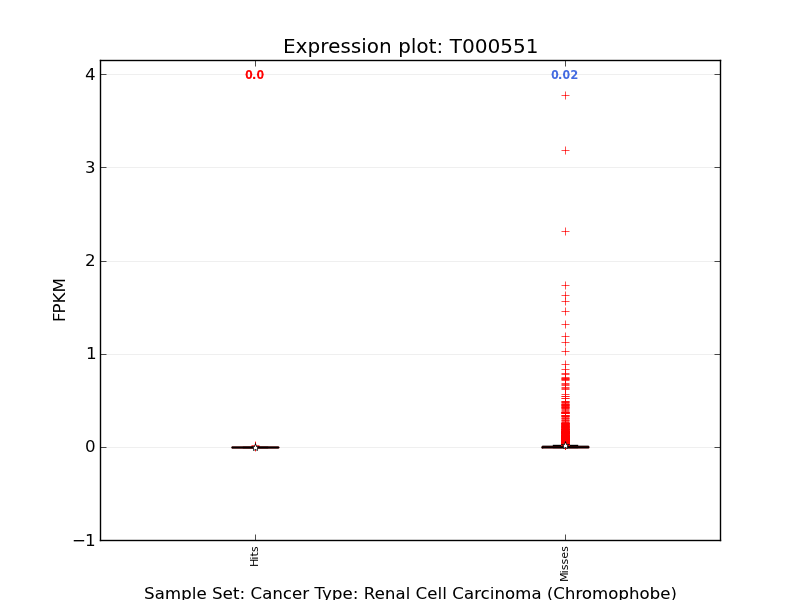 Expression plot: T000551
0.0
0.02
4
3
2
1
0
−1
FPKM
Hits
Misses
Sample Set: Cancer Type: Renal Cell Carcinoma (Chromophobe)